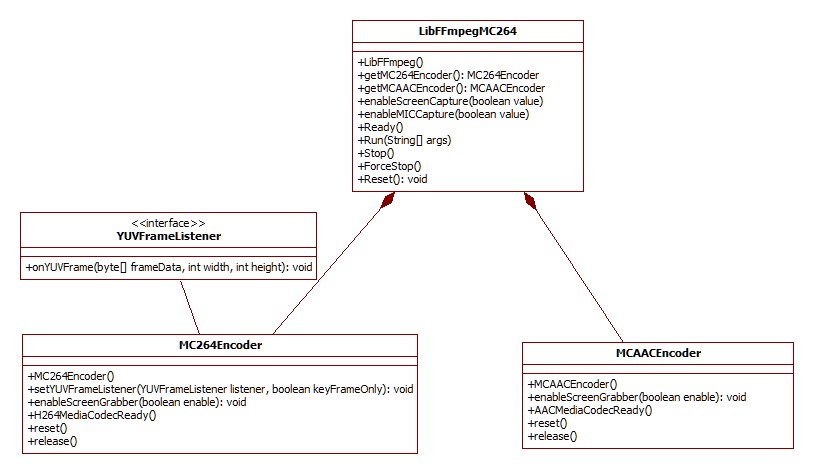 LibFFmpegMC264
+LibFFmpeg()
+getMC264Encoder(): MC264Encoder
+getMCAACEncoder(): MCAACEncoder
+enableScreenCapture(boolean value)
+enableMICCapture(boolean value)
+Ready()
+Run(String[] args)
+Stop()
+ForceStop()
+Reset(): void
<<interface>>
YUVFrameListener
+onYUVFrame(byte[] frameData, int width, int height): void
MC264Encoder
+MC264Encoder()
+setYUVFrameListener(YUVFrameListener listener, boolean keyFrameOnly): void
+enableScreenGrabber(boolean enable): void
+H264MediaCodecReady()
+reset()
+release()
MCAACEncoder
+MCAACEncoder()
+enableScreenGrabber(boolean enable): void
+AACMediaCodecReady()
+reset()
+release()